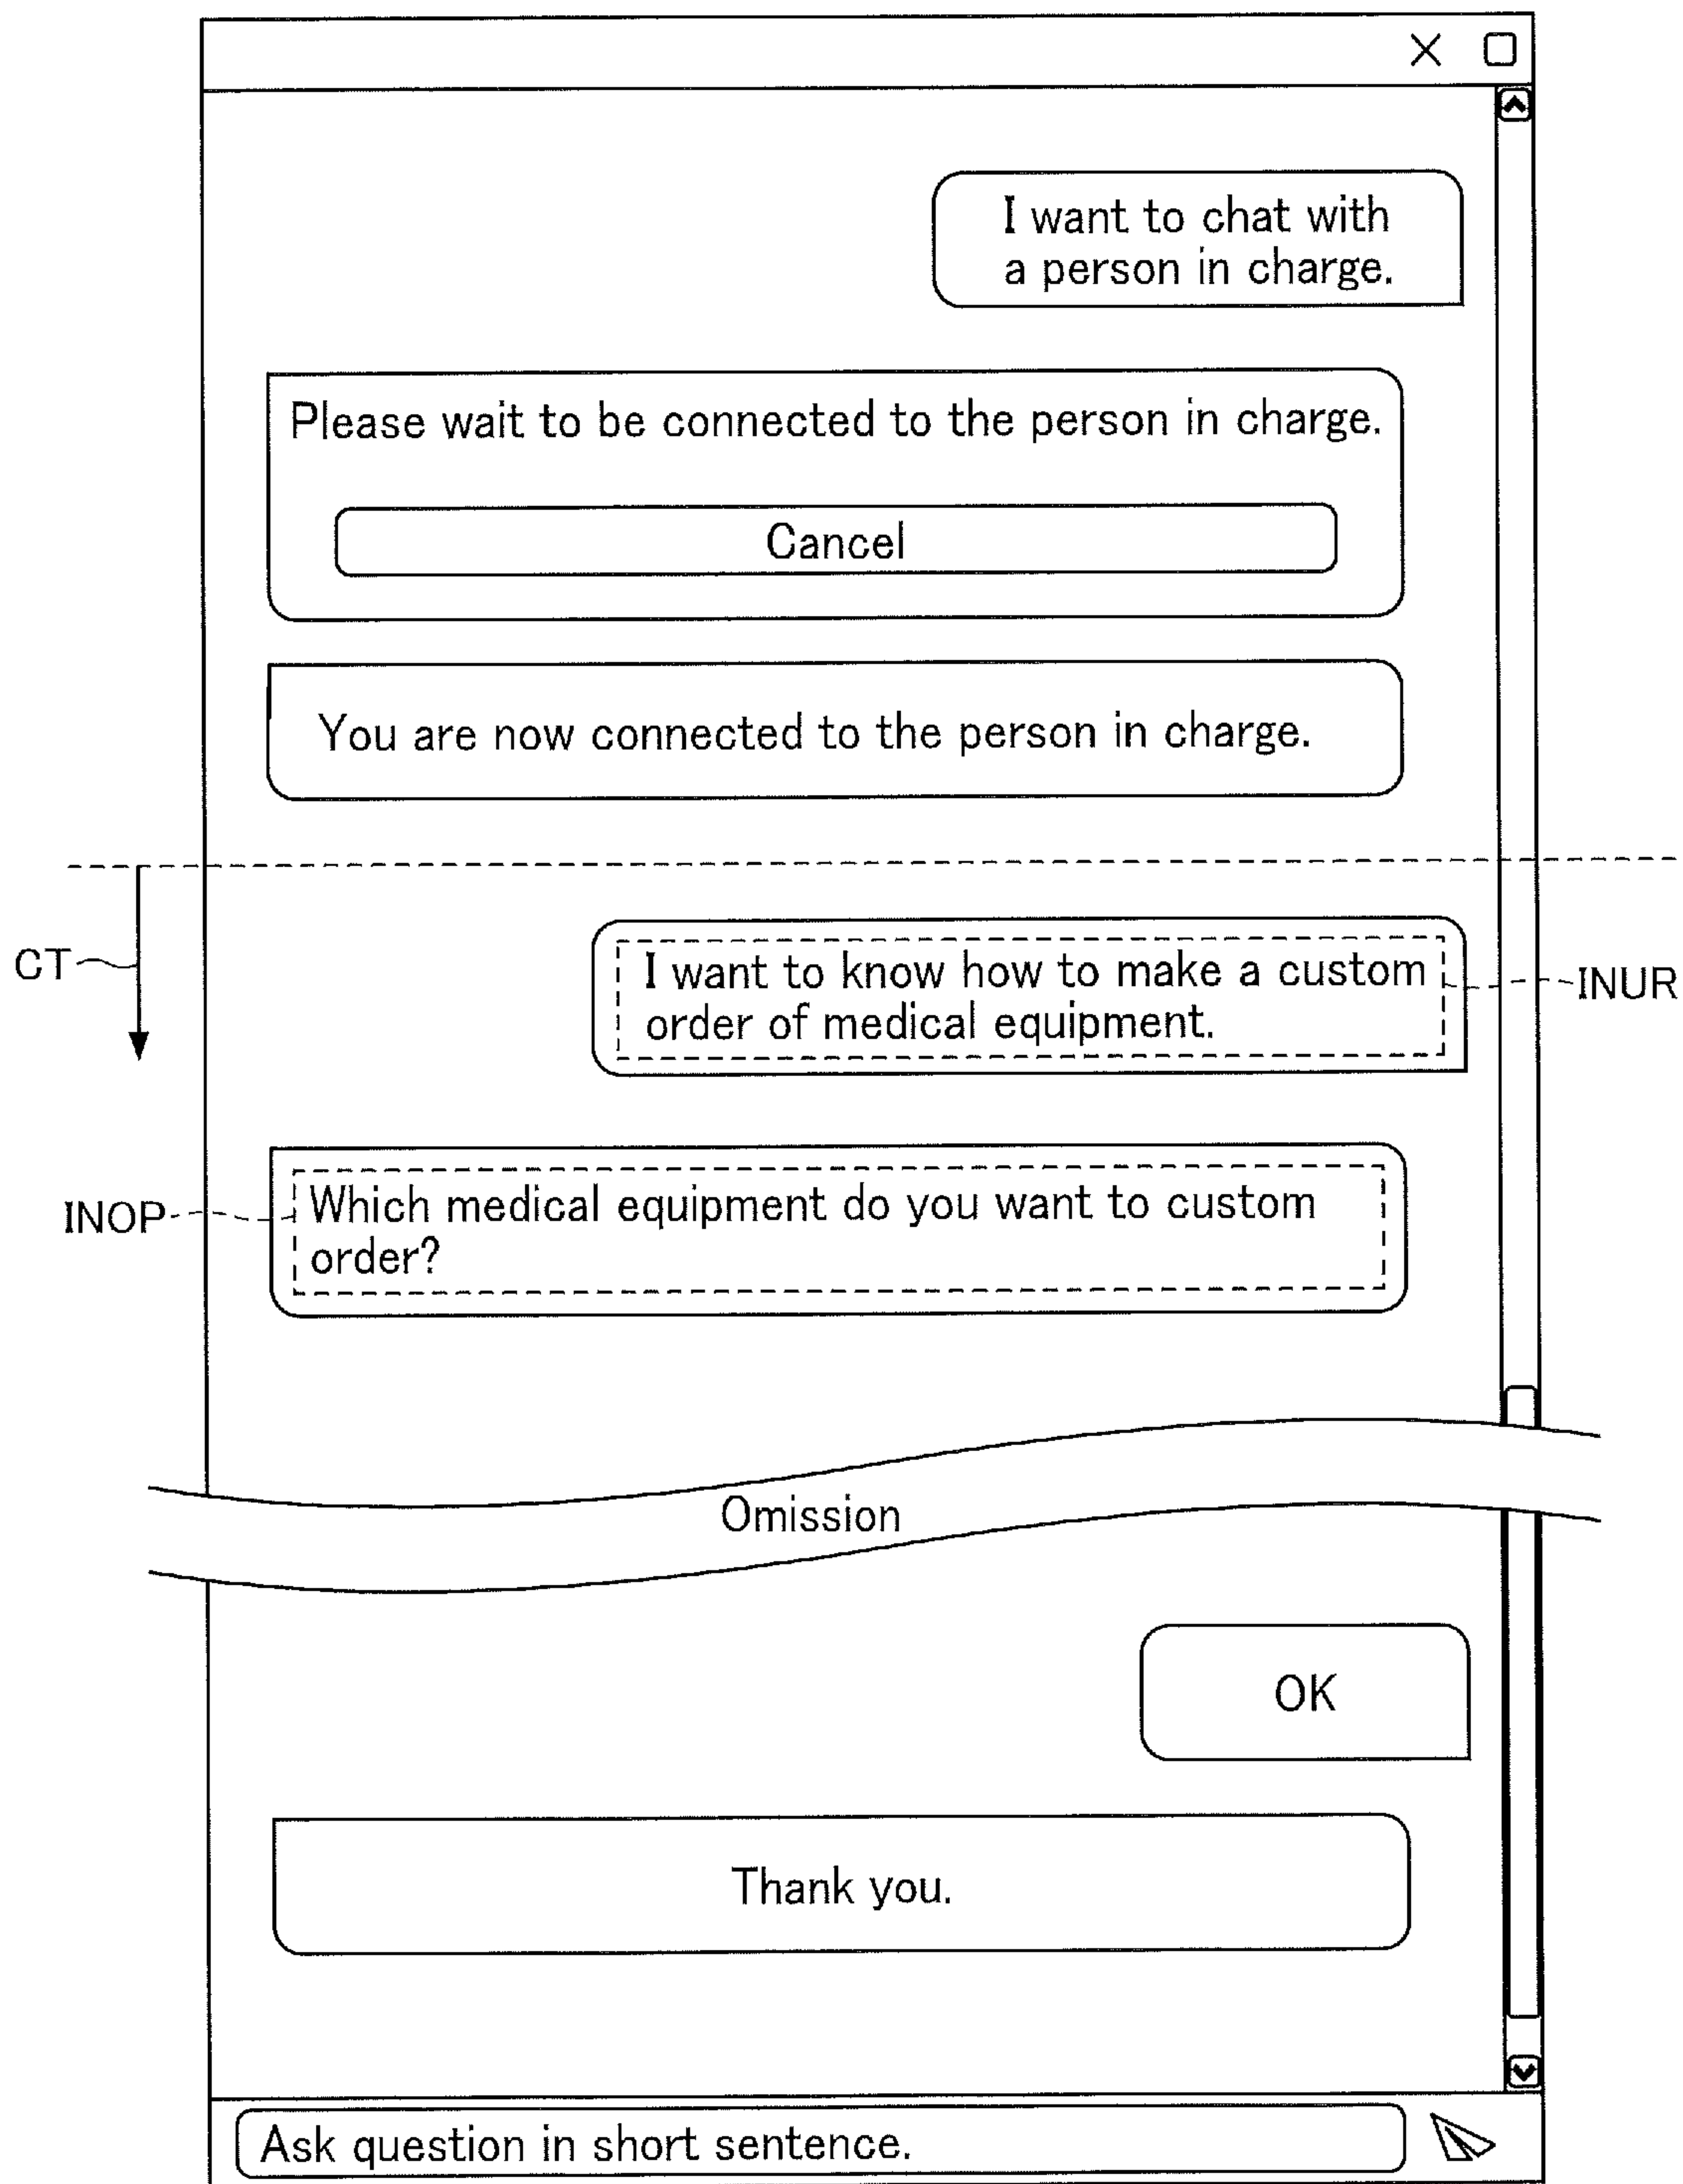 I want to chat with
a person in charge.
Please wait to be connected to the person in charge.
Cancel
You are now connected to the person in charge.
CT
I want to know how to make a custom
order of medical equipment.
INUR
INOP
Which medical equipment do you want to custom
order?
Omission
OK
Thank you.
Ask question in short sentence.